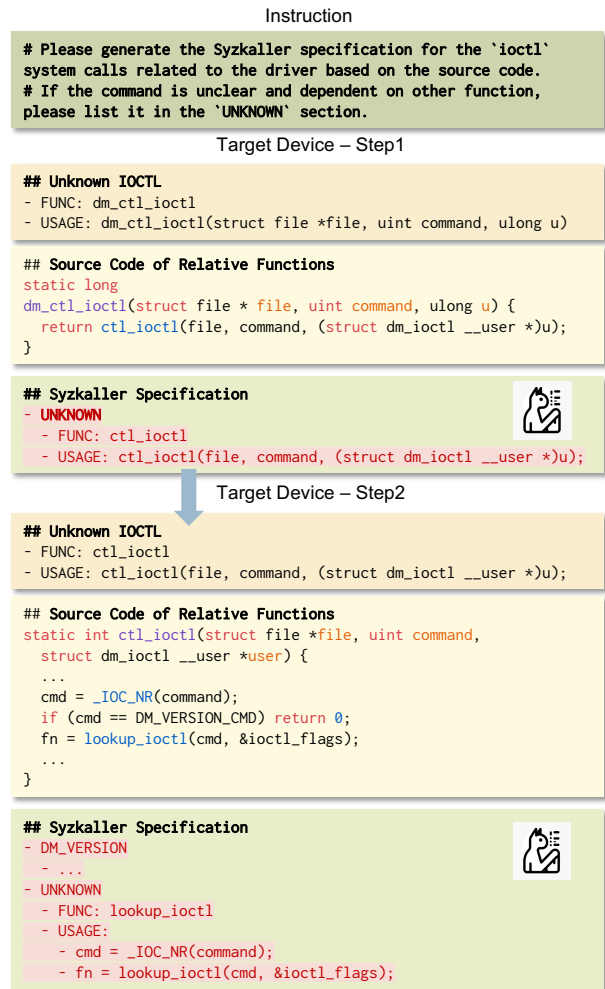 Instruction
# Please generate the Syzkaller specification for the `ioctl`
system calls related to the driver based on the source code.
# If the command is unclear and dependent on other function,
please list it in the `UNKNOWN` section.
Target Device – Step1
## Unknown IOCTL
- FUNC: dm_ctl_ioctl
- USAGE: dm_ctl_ioctl(struct file *file, uint command, ulong u)
## Source Code of Relative Functions
static long
dm_ctl_ioctl(struct file * file, uint command, ulong u) {
  return ctl_ioctl(file, command, (struct dm_ioctl __user *)u);
}
## Syzkaller Specification
- UNKNOWN
  - FUNC: ctl_ioctl
  - USAGE: ctl_ioctl(file, command, (struct dm_ioctl __user *)u);
Target Device – Step2
## Unknown IOCTL
- FUNC: ctl_ioctl
- USAGE: ctl_ioctl(file, command, (struct dm_ioctl __user *)u);
## Source Code of Relative Functions
static int ctl_ioctl(struct file *file, uint command,
  struct dm_ioctl __user *user) {
  ...
  cmd = _IOC_NR(command);
  if (cmd == DM_VERSION_CMD) return 0;
  fn = lookup_ioctl(cmd, &ioctl_flags);
  ...
}
## Syzkaller Specification
- DM_VERSION
  - ...
- UNKNOWN
  - FUNC: lookup_ioctl
  - USAGE:
    - cmd = _IOC_NR(command);
    - fn = lookup_ioctl(cmd, &ioctl_flags);